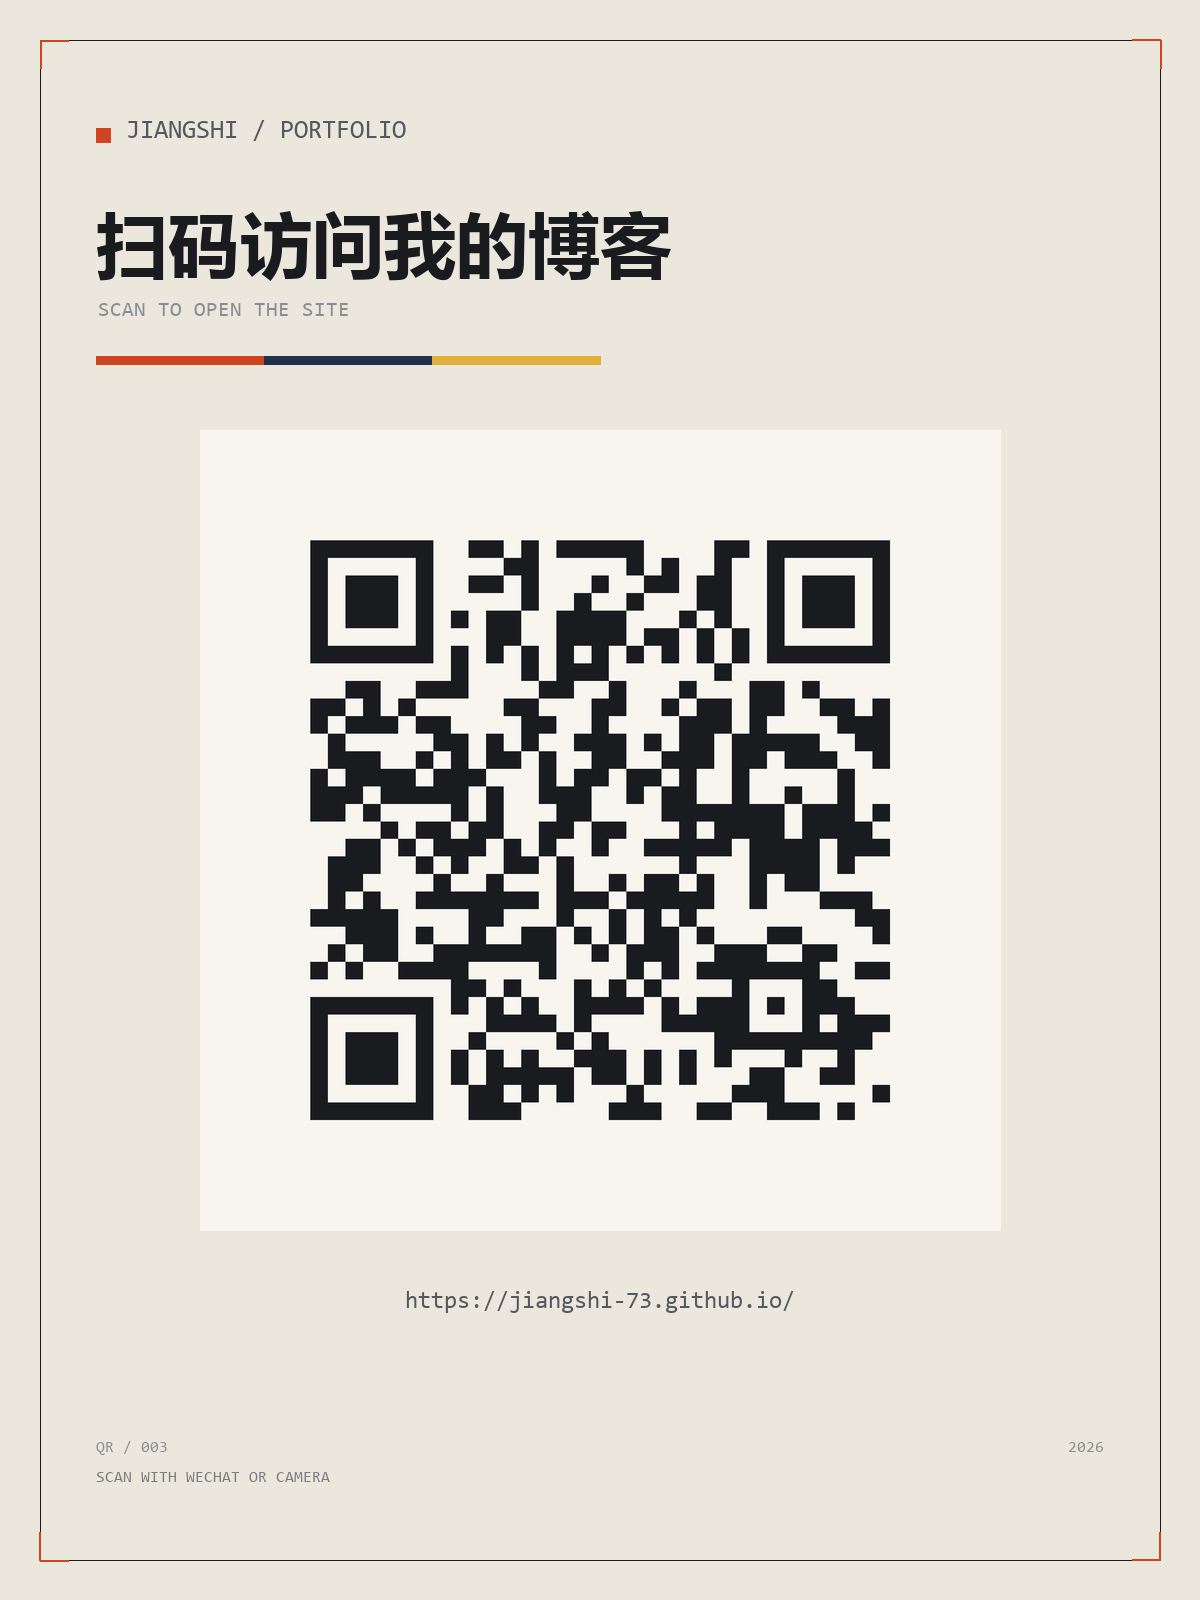 JIANGSHI / PORTFOLIO
扫码访问我的博客
SCAN TO OPEN THE SITE
https://jiangshi-73.github.io/
QR / 003
2026
SCAN WITH WECHAT OR CAMERA